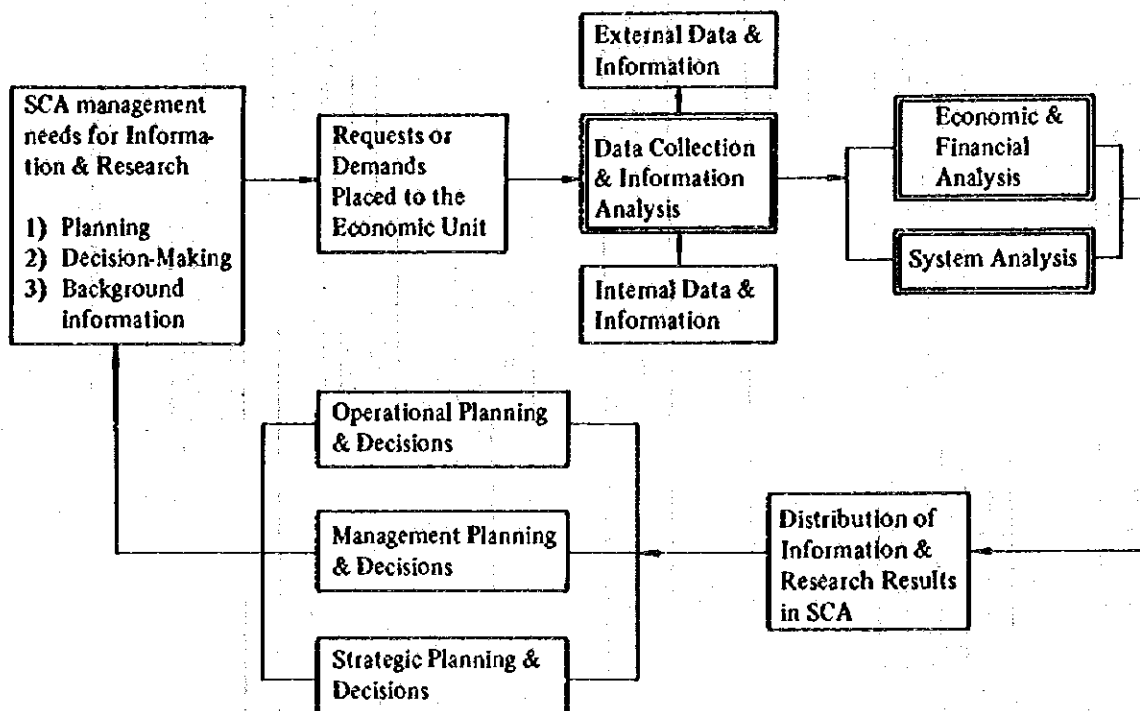 External Data &
Information
SCA management
needs for Informa-
tion & Research
1) Planning
2) Decision-Making
3) Background
information
Requests or
Demands
Placed to the
Economic Unit
Data Collection
& Information
Analysis
Economic &
Financial
Analysis
System Analysis
Internal Data &
Information
Operational Planning
& Decisions
Management Planning
& Decisions
Strategic Planning &
Decisions
Distribution of
Information &
Research Results
in SCA